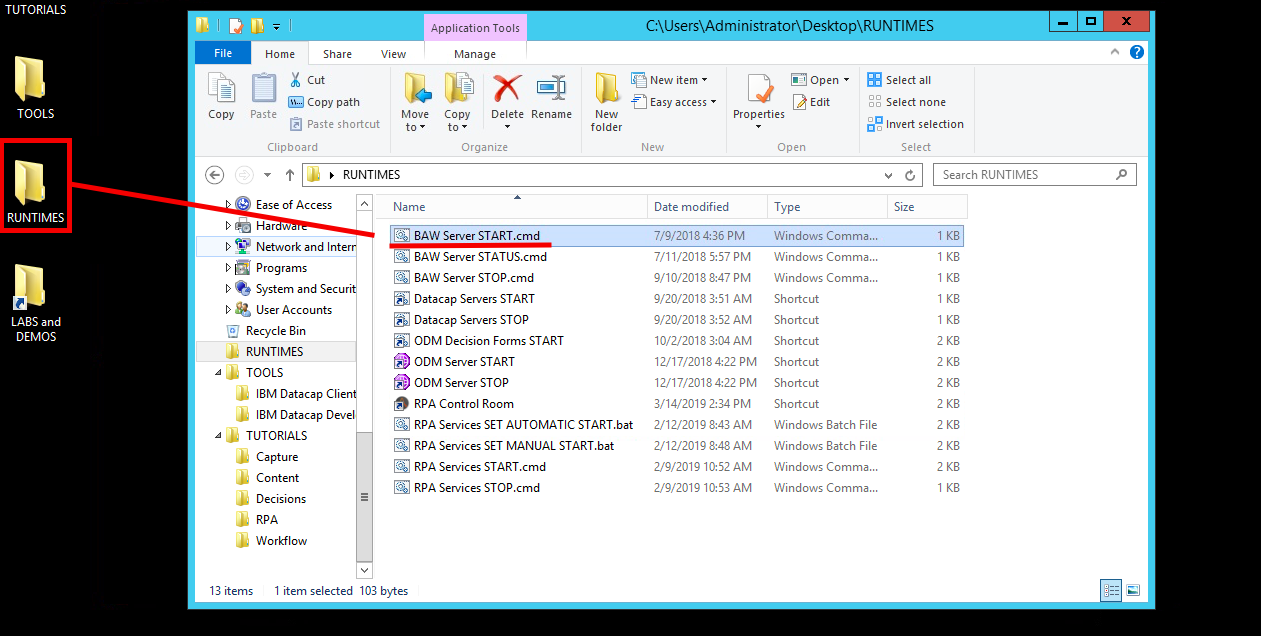 TUTORIALS
TOOLS
RUNTIMES
LABS and
DEMOS
Application Tools
C:\Users\Administrator\Desktop\RUNTIMES
File
Home
Share
View
Manage
Copy
Paste
Cut
Copy path
Paste shortcut
Clipboard
Move
to
Copy
to
Delete
Rename
Organize
New
folder
New item
Easy access
New
Properties
Open
Edit
Open
Select all
Select none
Invert selection
Select
RUNTIMES
Search RUNTIMES
Ease of Access
Hardware
Network and Intern
Programs
System and Securit
User Accounts
Recycle Bin
RUNTIMES
TOOLS
IBM Datacap Client
IBM Datacap Devel
TUTORIALS
Capture
Content
Decisions
RPA
Workflow
Name Date modified Type Size
BAW Server START.cmd 7/9/2018 4:36 PM Windows Comma... 1 KB
BAW Server STATUS.cmd 7/11/2018 5:57 PM Windows Comma... 1 KB
BAW Server STOP.cmd 9/10/2018 8:47 PM Windows Comma... 1 KB
Datacap Servers START 9/20/2018 3:51 AM Shortcut 1 KB
Datacap Servers STOP 9/20/2018 3:52 AM Shortcut 1 KB
ODM Decision Forms START 10/2/2018 3:04 AM Shortcut 2 KB
ODM Server START 12/17/2018 4:22 PM Shortcut 2 KB
ODM Server STOP 12/17/2018 4:22 PM Shortcut 2 KB
RPA Control Room 3/14/2019 2:34 PM Shortcut 2 KB
RPA Services SET AUTOMATIC START.bat 2/12/2019 8:43 AM Windows Batch File 2 KB
RPA Services SET MANUAL START.bat 2/12/2019 8:48 AM Windows Batch File 2 KB
RPA Services START.cmd 2/9/2019 10:52 AM Windows Comma... 2 KB
RPA Services STOP.cmd 2/9/2019 10:53 AM Windows Comma... 1 KB
13 items 1 item selected 103 bytes